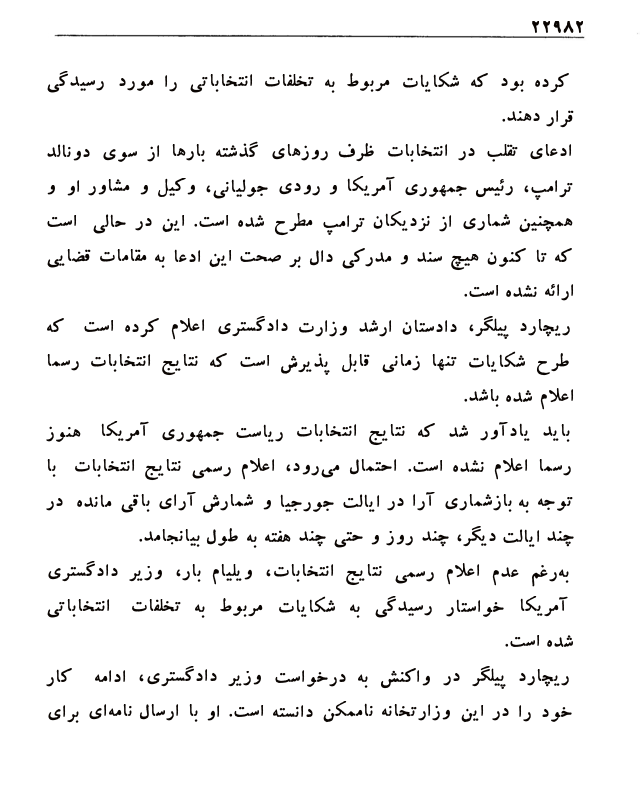 ۲۲۹۸۲
کرده بود که شکایات مربوط به تخلفات انتخاباتی را مورد رسیدگی
قرار دهند.
ادعای تقلب در انتخابات ظرف روزهای گذشته بارها از سوی دونالد
ترامپ، رئیس جمهوری آمریکا و رودی جولیانی، وکیل و مشاور او و
همچنین شماری از نزدیکان ترامپ مطرح شده است. این در حالی است
که تا کنون هیچ سند و مدرکی دال بر صحت این ادعا به مقامات قضایی
ارائه نشده است.
ریچارد پیلگر، دادستان ارشد وزارت دادگستری اعلام کرده است که
طرح شکایات تنها زمانی قابل پذیرش است که نتایج انتخابات رسما
اعلام شده باشد.
باید یادآور شد که نتایج انتخابات ریاست جمهوری آمریکا هنوز
رسما اعلام نشده است. احتمال می‌رود، اعلام رسمی نتایج انتخابات با
توجه به بازشماری آرا در ایالت جورجیا و شمارش آرای باقی مانده در
چند ایالت دیگر، چند روز و حتی چند هفته به طول بیانجامد.
به‌رغم عدم اعلام رسمی نتایج انتخابات، ویلیام بار، وزیر دادگستری
آمریکا خواستار رسیدگی به شکایات مربوط به تخلفات انتخاباتی
شده است.
ریچارد پیلگر در واکنش به درخواست وزیر دادگستری، ادامه کار
خود را در این وزارتخانه ناممکن دانسته است. او با ارسال نامه‌ای برای